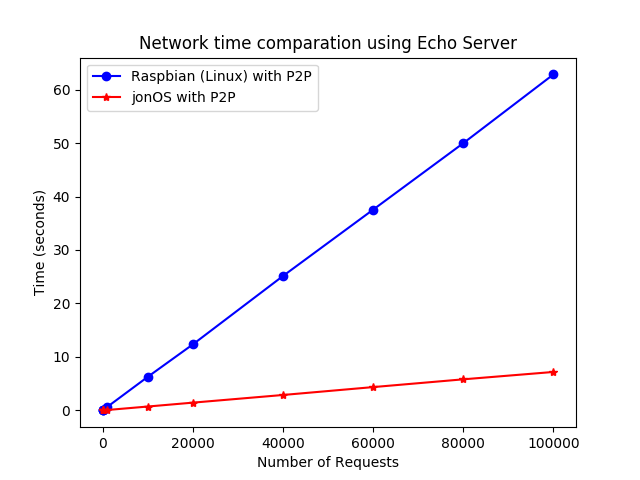 Network time comparation using Echo Server
Raspbian (Linux) with P2P
jonOS with P2P
Time (seconds)
60
50
40
30
20
10
0
0 20000 40000 60000 80000 100000
Number of Requests